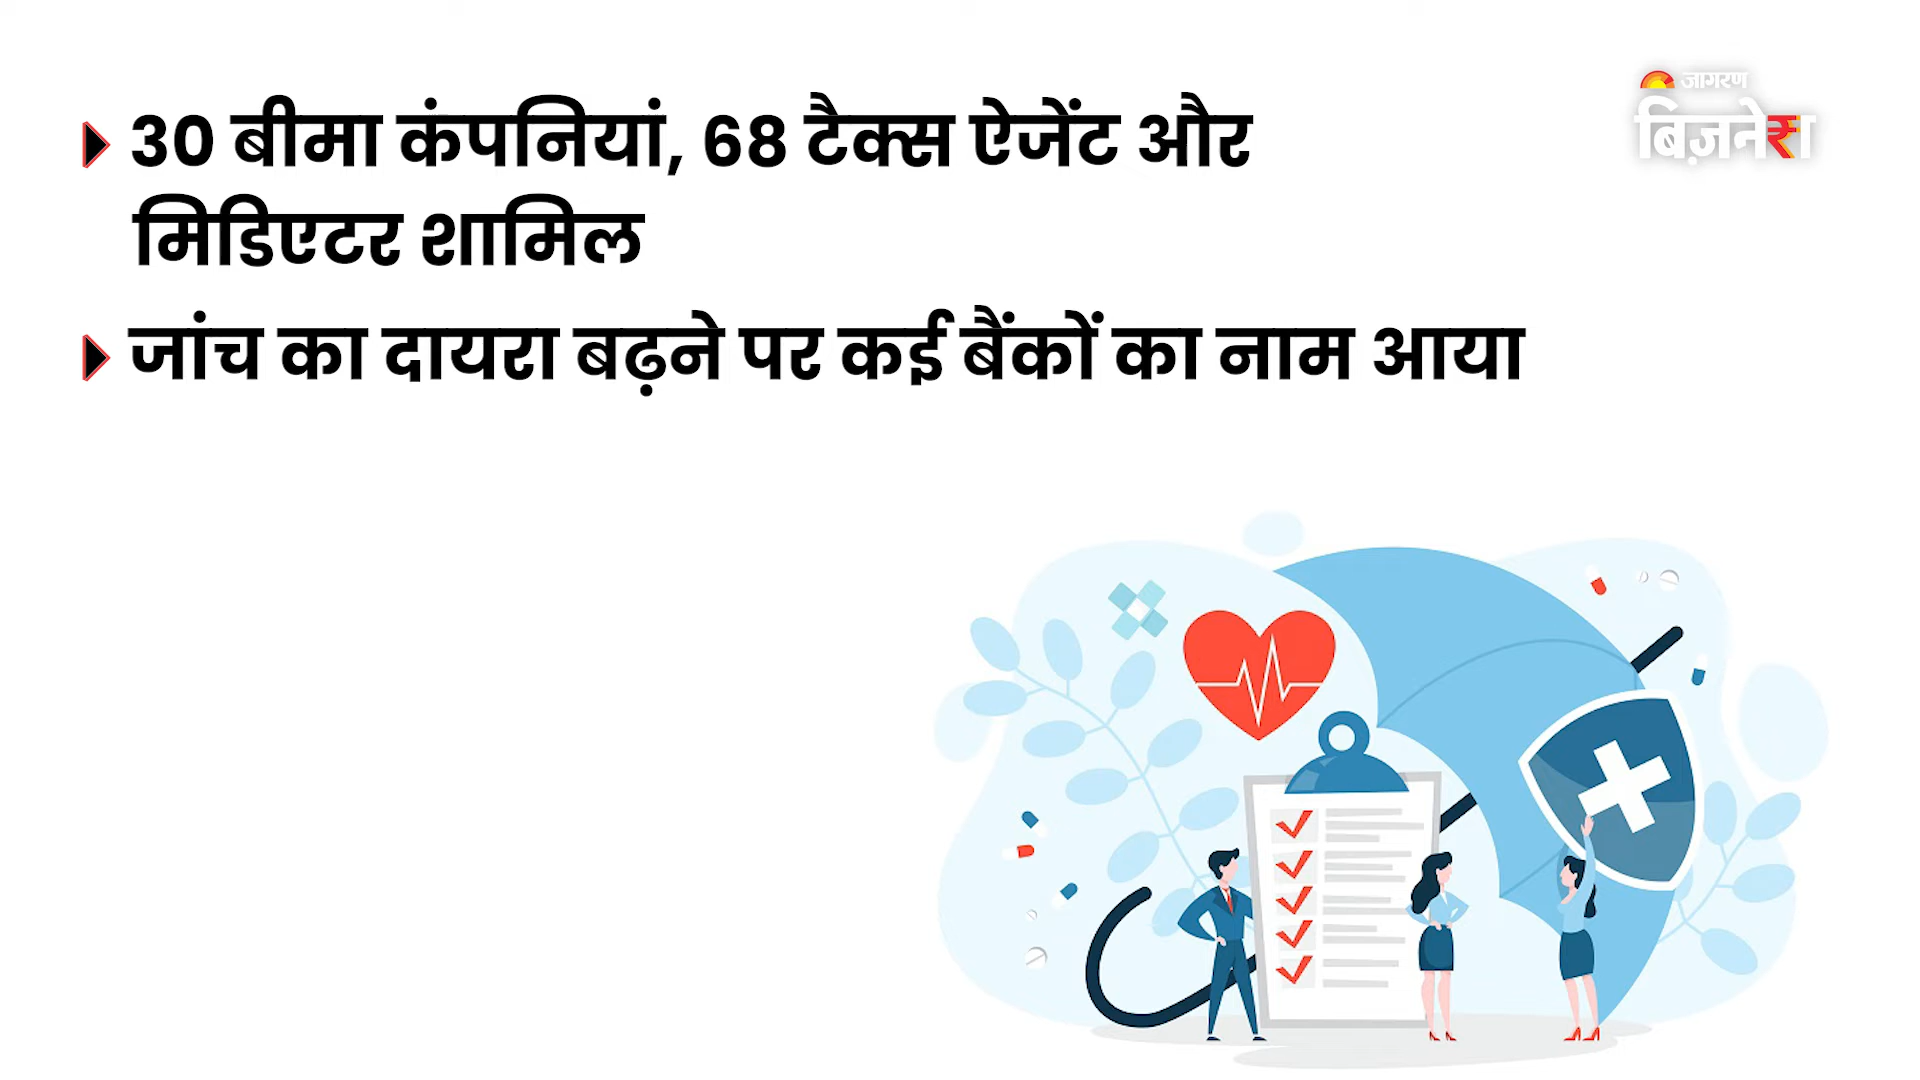 30 बीमा कंपनियां, 68 टैक्स ऐजेंट और
मिडिएटर शामिल
जांच का दायरा बढ़ने पर कई बैंकों का नाम आया
जागरण
बिज़नेस